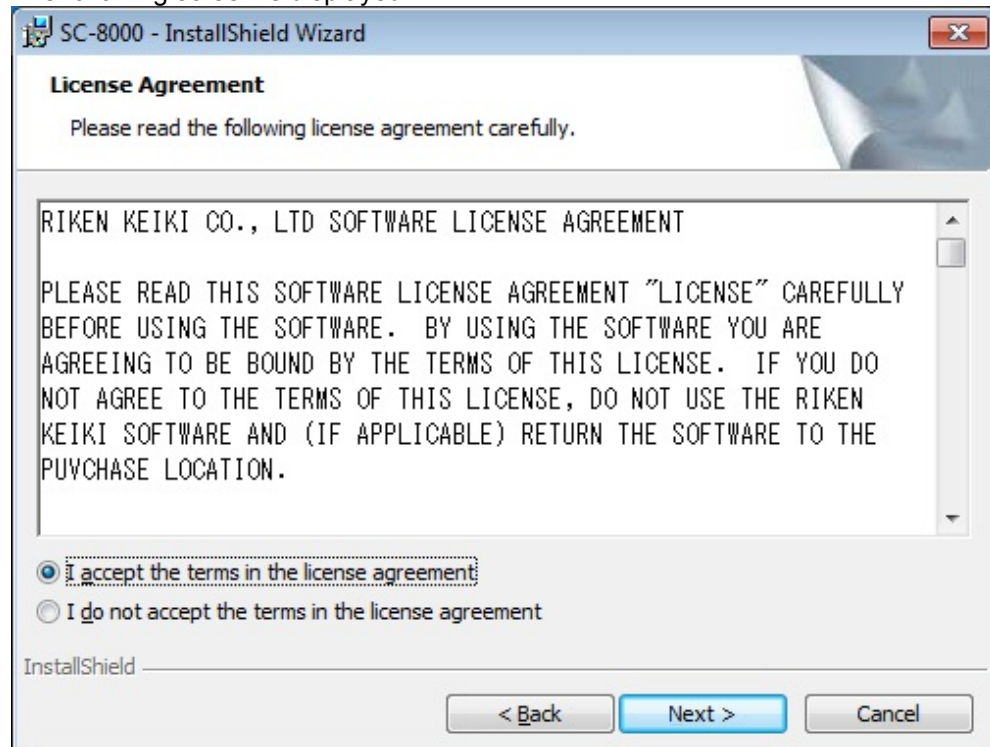 SC-8000 - InstallShield Wizard
License Agreement
Please read the following license agreement carefully.
RIKEN KEIKI CO., LTD SOFTWARE LICENSE AGREEMENT
PLEASE READ THIS SOFTWARE LICENSE AGREEMENT "LICENSE" CAREFULLY
BEFORE USING THE SOFTWARE.  BY USING THE SOFTWARE YOU ARE
AGREEING TO BE BOUND BY THE TERMS OF THIS LICENSE.  IF YOU DO
NOT AGREE TO THE TERMS OF THIS LICENSE, DO NOT USE THE RIKEN
KEIKI SOFTWARE AND (IF APPLICABLE) RETURN THE SOFTWARE TO THE
PUVCHASE LOCATION.
I accept the terms in the license agreement
I do not accept the terms in the license agreement
InstallShield
< Back Next > Cancel